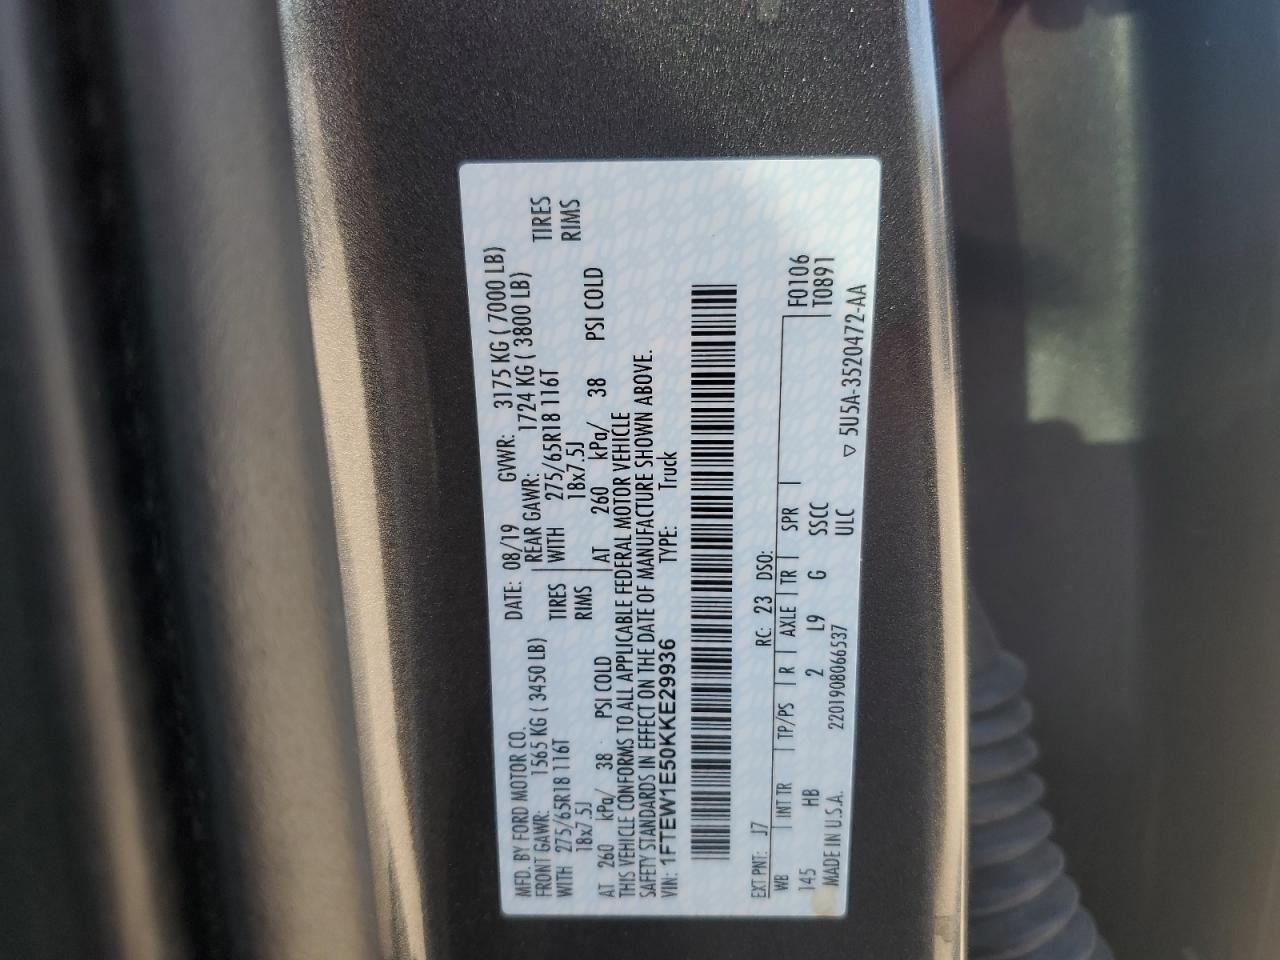 MFD. BY FORD MOTOR CO. DATE: 08/19 GVWR: 3175 KG ( 7000 LB)
FRONT GAWR: 1565 KG ( 3450 LB) REAR GAWR: 1724 KG ( 3800 LB)
WITH 275/65R18 116T TIRES WITH 275/65R18 116T TIRES
18x7.5J RIMS 18x7.5J RIMS
AT 260 kPa/ 38 PSI COLD AT 260 kPa/ 38 PSI COLD
THIS VEHICLE CONFORMS TO ALL APPLICABLE FEDERAL MOTOR VEHICLE
SAFETY STANDARDS IN EFFECT ON THE DATE OF MANUFACTURE SHOWN ABOVE.
VIN: 1FTEW1E50KKE29936 TYPE: Truck
EXT PNT: J7 RC: 23 DSO:
WB INT TR TP/PS R AXLE TR SPR F0106
145 HB 2 L9 G SSCC T0891
MADE IN U.S.A. 2201908066537 ULC ▽ 5U5A-3520472-AA